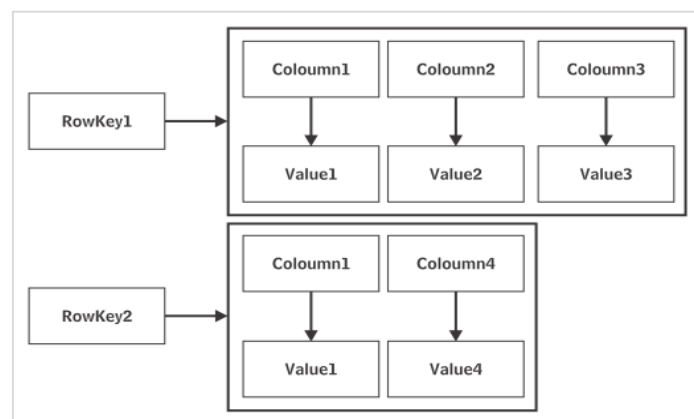 Coloumn1 Coloumn2 Coloumn3
RowKey1
Value1 Value2 Value3
Coloumn1 Coloumn4
RowKey2
Value1 Value4